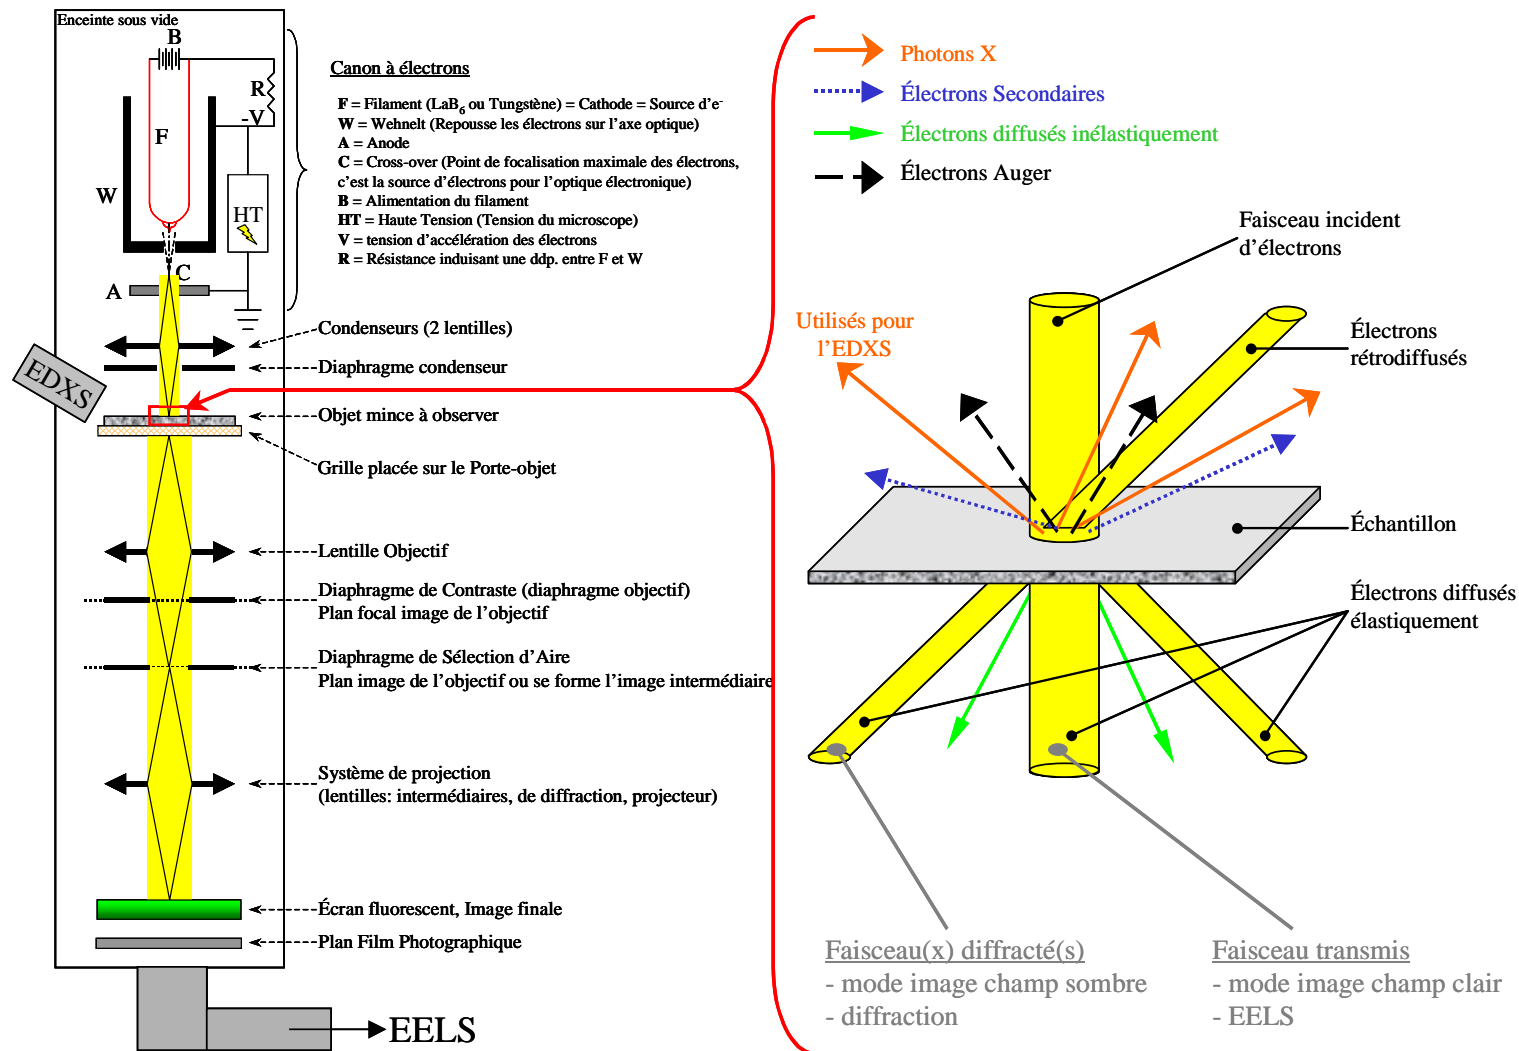 Enceinte sous vide
B
R
-V
F
W
HT
C
A
EDXS
Canon à électrons
F = Filament (LaB6 ou Tungstène) = Cathode = Source d'e-
W = Wehnelt (Repousse les électrons sur l'axe optique)
A = Anode
C = Cross-over (Point de focalisation maximale des électrons,
c'est la source d'électrons pour l'optique électronique)
B = Alimentation du filament
HT = Haute Tension (Tension du microscope)
V = tension d'accélération des électrons
R = Résistance induisant une ddp. entre F et W
Condenseurs (2 lentilles)
Diaphragme condenseur
Objet mince à observer
Grille placée sur le Porte-objet
Lentille Objectif
Diaphragme de Contraste (diaphragme objectif)
Plan focal image de l'objectif
Diaphragme de Sélection d'Aire
Plan image de l'objectif ou se forme l'image intermédiaire
Système de projection
(lentilles: intermédiaires, de diffraction, projecteur)
Écran fluorescent, Image finale
Plan Film Photographique
EELS
Photons X
Électrons Secondaires
Électrons diffusés inélastiquement
Électrons Auger
Faisceau incident
d'électrons
Utilisés pour
l'EDXS
Électrons
rétrodiffusés
Échantillon
Électrons diffusés
élastiquement
Faisceau(x) diffracté(s)
- mode image champ sombre
- diffraction
Faisceau transmis
- mode image champ clair
- EELS